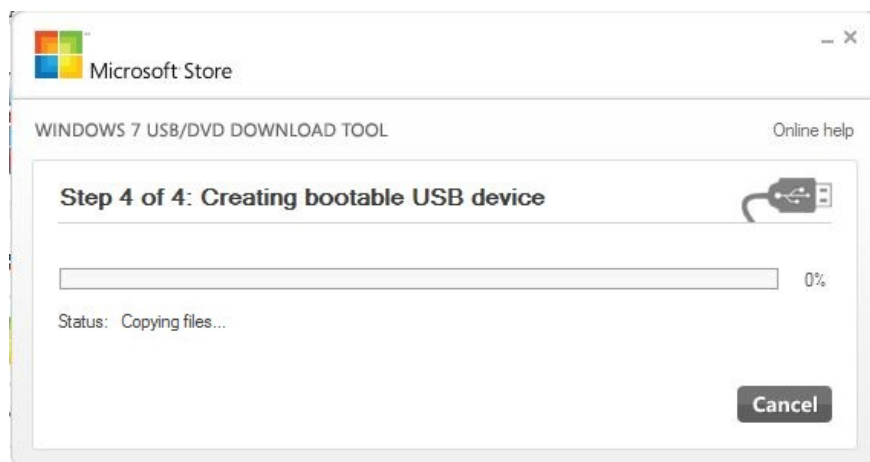 Microsoft Store
WINDOWS 7 USB/DVD DOWNLOAD TOOL
Online help
Step 4 of 4: Creating bootable USB device
0%
Status: Copying files...
Cancel